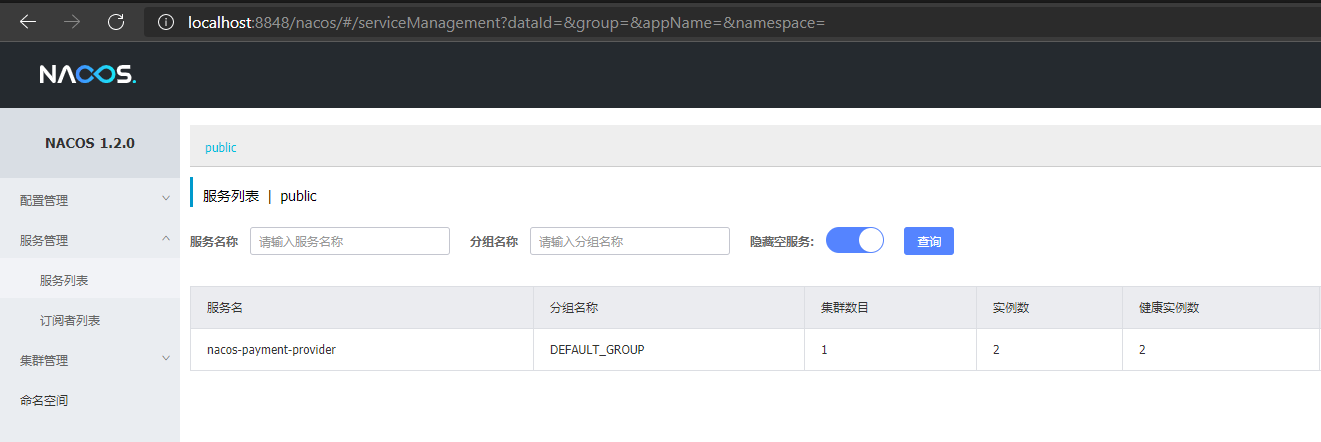 localhost:8848/nacos/#/serviceManagement?dataId=&group=&appName=&namespace=
NACOS.
NACOS 1.2.0
配置管理
服务管理
服务列表
订阅者列表
集群管理
命名空间
public
服务列表 | public
服务名称 请输入服务名称 分组名称 请输入分组名称 隐藏空服务: 查询
服务名 分组名称 集群数目 实例数 健康实例数
nacos-payment-provider DEFAULT_GROUP 1 2 2